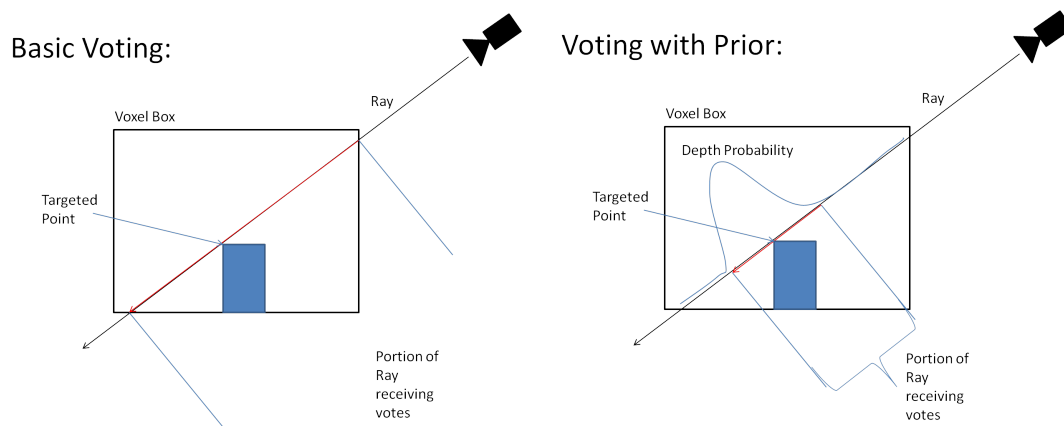 Basic Voting:
Ray
Voxel Box
Targeted
Point
Portion of
Ray
receiving
votes
Voting with Prior:
Ray
Voxel Box
Depth Probability
Targeted
Point
Portion of
Ray
receiving
votes